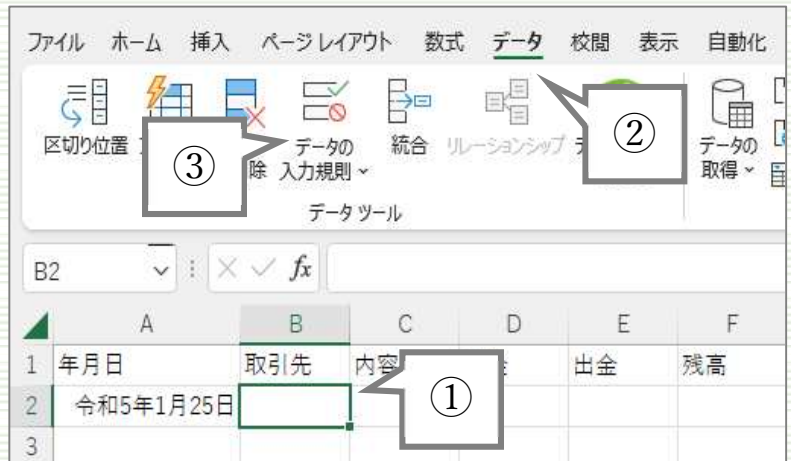 ファイル ホーム 挿入 ページ レイアウト 数式 データ 校閲 表示 自動化
区切り位置 除 データの 入力規則 統合 リレーションシップ データの 取得
③ ②
データ ツール
B2 fx
A B C D E F
1 年月日 取引先 内容 出金 残高
2 令和5年1月25日 ①
3